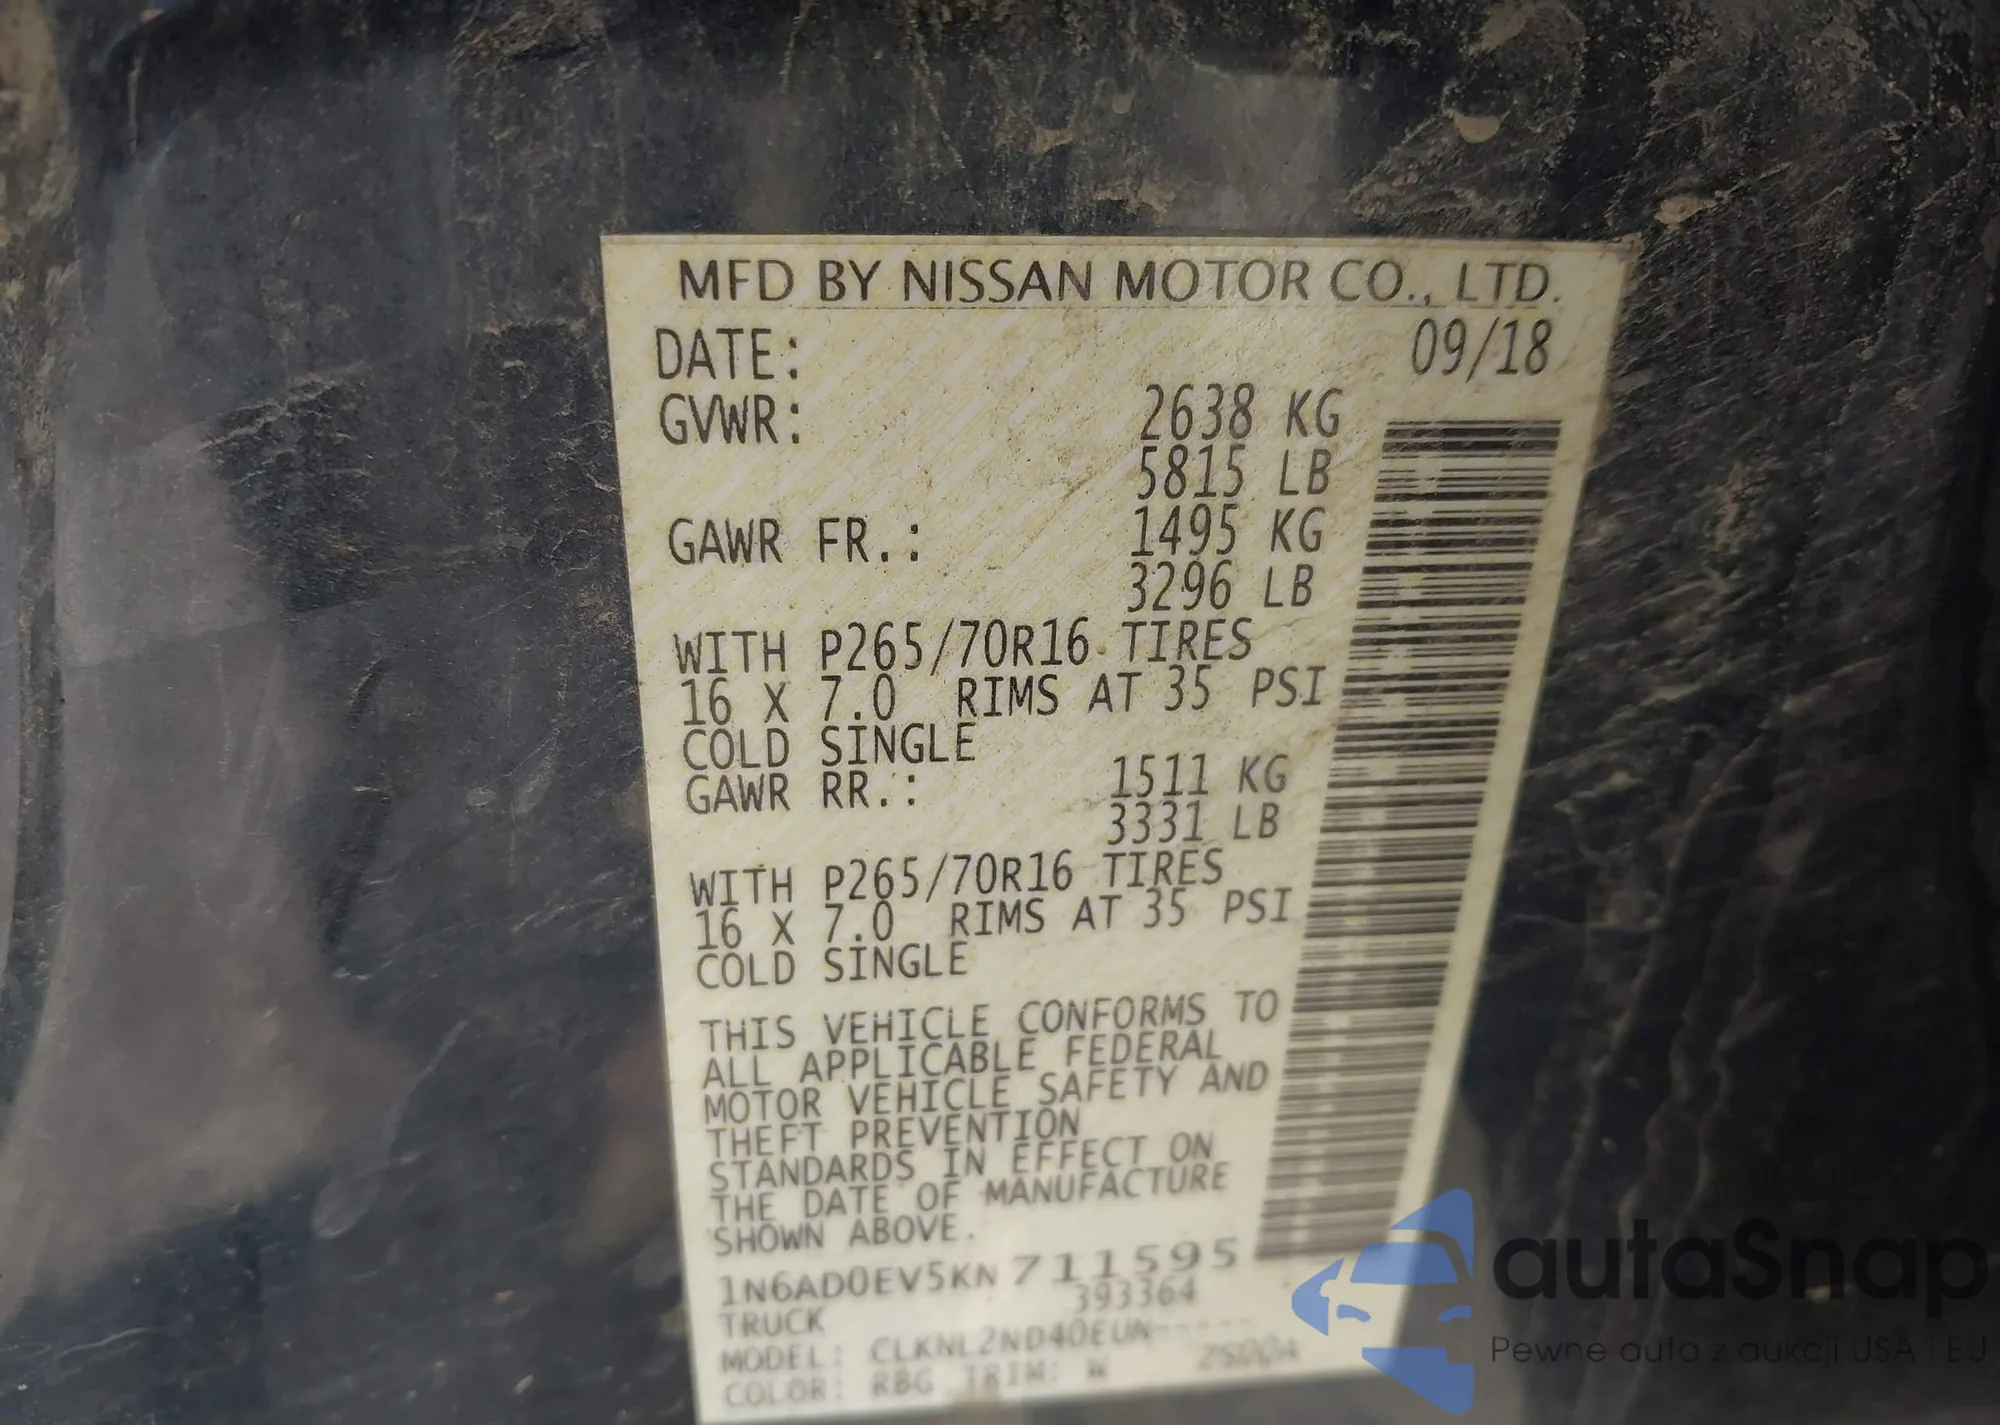 MFD BY NISSAN MOTOR CO., LTD.
DATE: 09/18
GVWR: 2638 KG
5815 LB
GAWR FR.: 1495 KG
3296 LB
WITH P265/70R16 TIRES
16 X 7.0 RIMS AT 35 PSI
COLD SINGLE
GAWR RR.: 1511 KG
3331 LB
WITH P265/70R16 TIRES
16 X 7.0 RIMS AT 35 PSI
COLD SINGLE
THIS VEHICLE CONFORMS TO
ALL APPLICABLE FEDERAL
MOTOR VEHICLE SAFETY AND
THEFT PREVENTION
STANDARDS IN EFFECT ON
THE DATE OF MANUFACTURE
SHOWN ABOVE.
1N6AD0EV5KN711595
TRUCK 393364
MODEL: CLKNL2ND40EUN-----
COLOR: RBG TRIM: W
autaSnap
Pewne auta z aukcji USA i EU